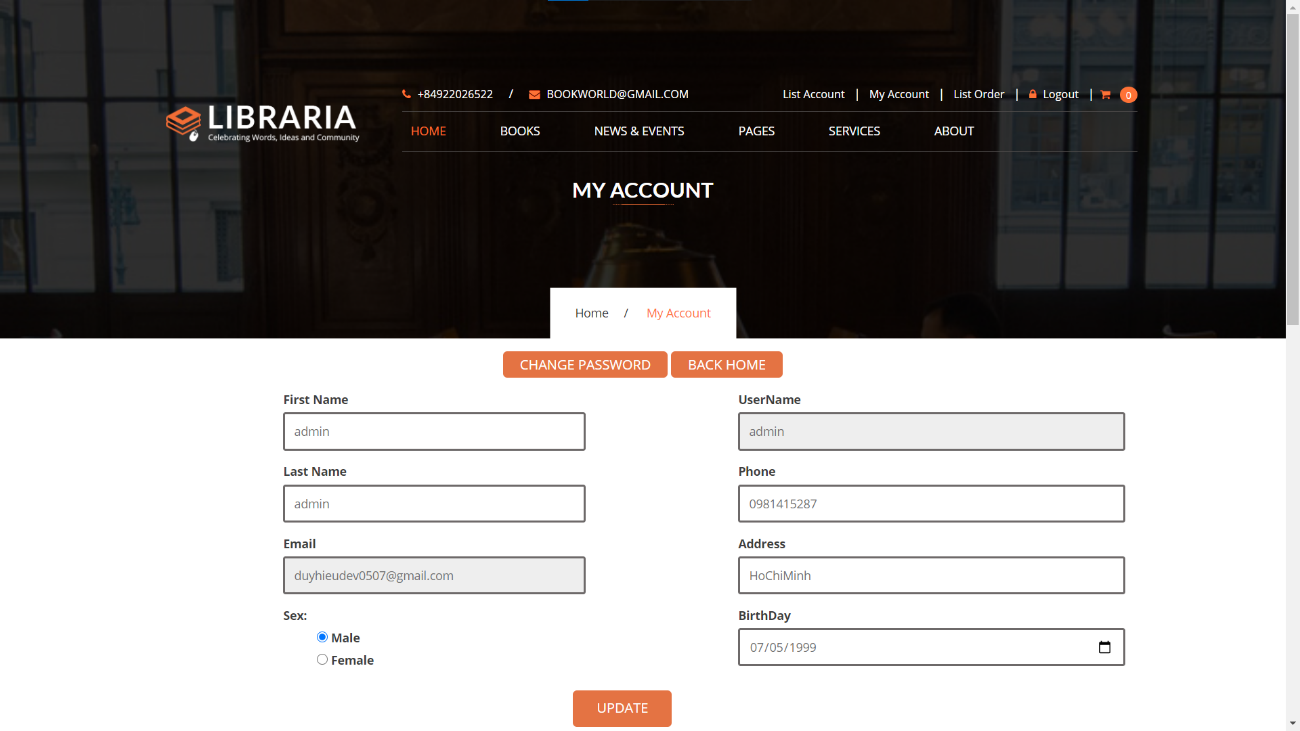 +84922026522 / BOOKWORLD@GMAIL.COM List Account | My Account | List Order | Logout | 0
LIBRARIA
Celebrating Words, Ideas and Community
HOME BOOKS NEWS & EVENTS PAGES SERVICES ABOUT
MY ACCOUNT
Home / My Account
CHANGE PASSWORD BACK HOME
First Name
admin
UserName
admin
Last Name
admin
Phone
0981415287
Email
duyhieudev0507@gmail.com
Address
HoChiMinh
Sex:
Male
Female
BirthDay
07/05/1999
UPDATE